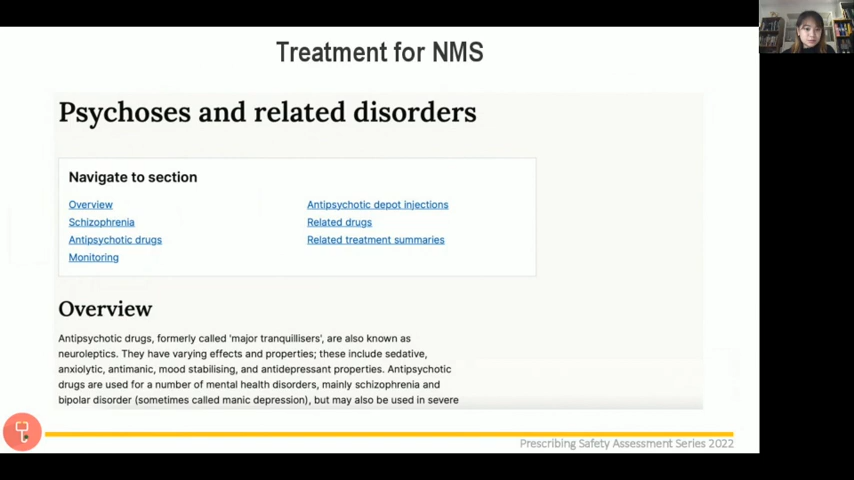 Treatment for NMS
Psychoses and related disorders
Navigate to section
Overview
Schizophrenia
Antipsychotic drugs
Monitoring
Antipsychotic depot injections
Related drugs
Related treatment summaries
Overview
Antipsychotic drugs, formerly called 'major tranquillisers', are also known as
neuroleptics. They have varying effects and properties; these include sedative,
anxiolytic, antimanic, mood stabilising, and antidepressant properties. Antipsychotic
drugs are used for a number of mental health disorders, mainly schizophrenia and
bipolar disorder (sometimes called manic depression), but may also be used in severe
Prescribing Safety Assessment Series 2022